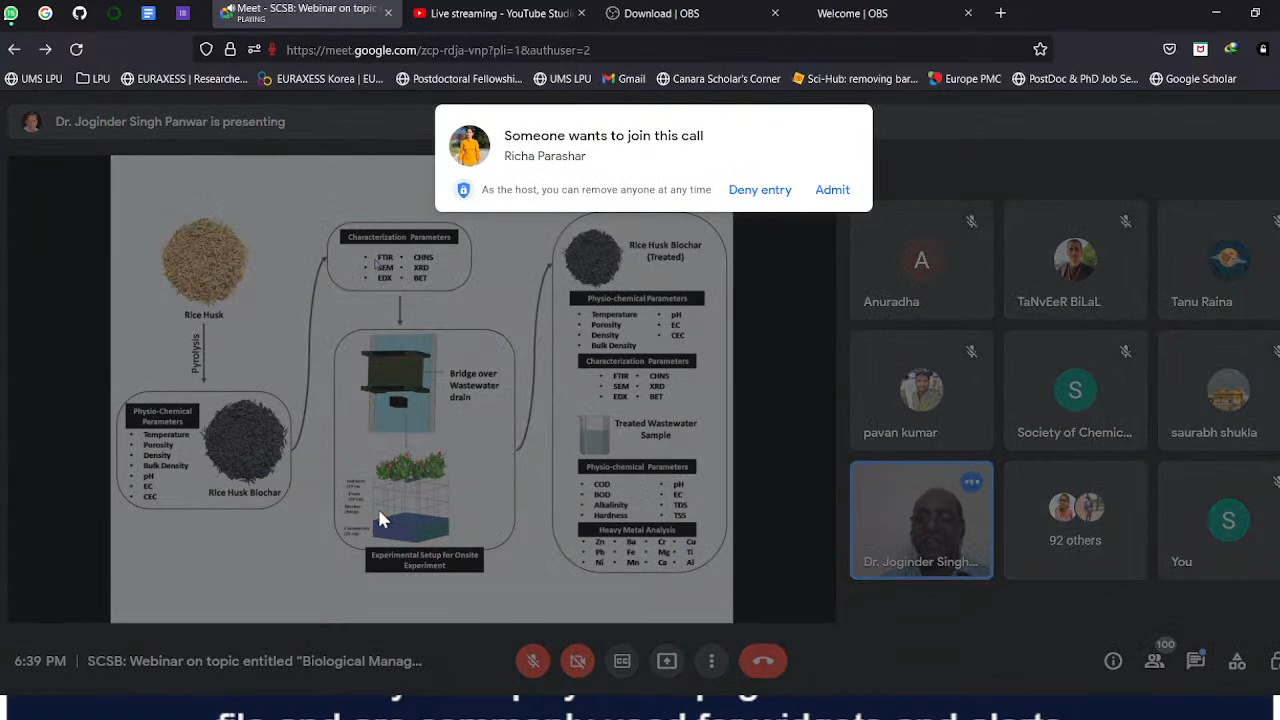 Meet - SCSB: Webinar on topic
PLAYING
Live streaming - YouTube Studi
Download | OBS
Welcome | OBS
https://meet.google.com/zcp-rdja-vnp?pli=1&authuser=2
UMS LPU
LPU
EURAXESS | Researche...
EURAXESS Korea | EU...
Postdoctoral Fellowshi...
UMS LPU
Gmail
Canara Scholar's Corner
Sci-Hub: removing bar...
Europe PMC
PostDoc & PhD Job Se...
Google Scholar
Dr. Joginder Singh Panwar is presenting
Someone wants to join this call
Richa Parashar
As the host, you can remove anyone at any time
Deny entry
Admit
Rice Husk
Pyrolysis
Physio-Chemical
Parameters
• Temperature
• Porosity
• Density
• Bulk Density
• pH
• EC
• CEC
Rice Husk Biochar
Characterization Parameters
• FTIR • CHNS
• SEM • XRD
• EDX • BET
Bridge over
Wastewater
drain
Experimental Setup for Onsite
Experiment
Rice Husk Biochar
(Treated)
Physio-chemical Parameters
• Temperature • pH
• Porosity • EC
• Density • CEC
• Bulk Density
Characterization Parameters
• FTIR • CHNS
• SEM • XRD
• EDX • BET
Treated Wastewater
Sample
Physio-chemical Parameters
• COD • pH
• BOD • EC
• Alkalinity • TDS
• Hardness • TSS
Heavy Metal Analysis
• Zn • Ba • Cr • Cu
• Pb • Fe • Mg • Ti
• Ni • Mn • Ca • Al
A
Anuradha
TaNvEeR BiLaL
Tanu Raina
pavan kumar
S
Society of Chemic...
saurabh shukla
Dr. Joginder Singh...
92 others
S
You
6:39 PM | SCSB: Webinar on topic entitled "Biological Manag...
100
file and are commonly used for widgets and alerts